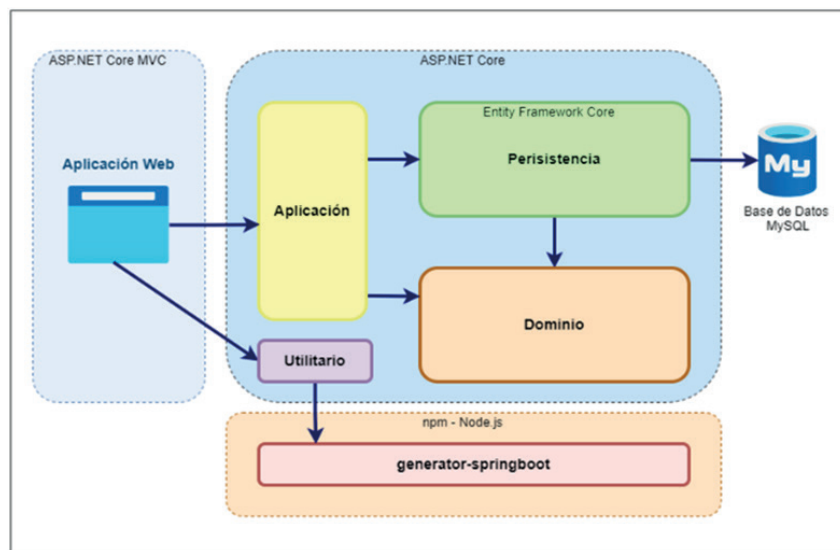 ASP.NET Core MVC
ASP.NET Core
Entity Framework Core
Perisistencia
Aplicación Web
Aplicación
My
Base de Datos
MySQL
Dominio
Utilitario
npm - Node.js
generator-springboot